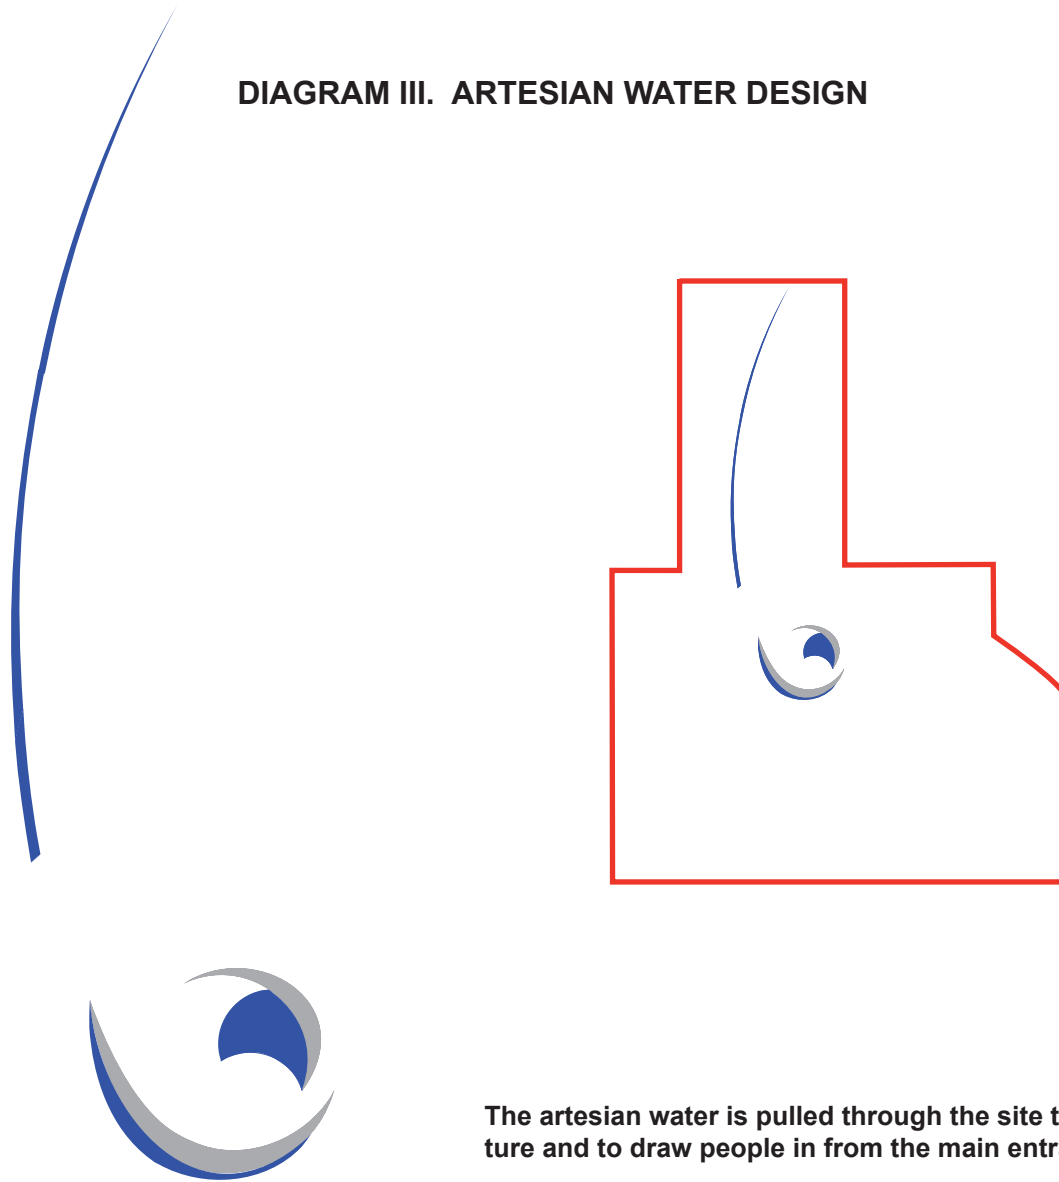 DIAGRAM III. ARTESIAN WATER DESIGN
The artesian water is pulled through the site
ture and to draw people in from the main